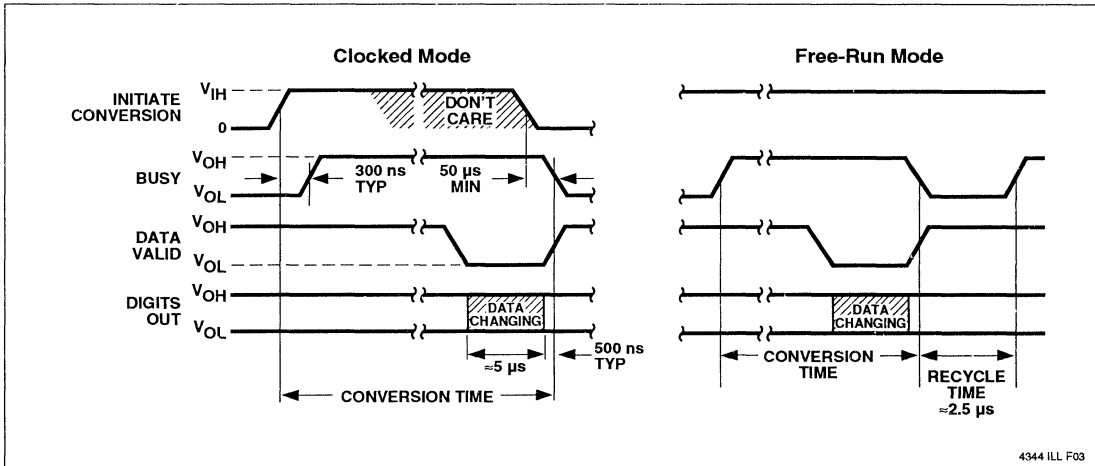 Clocked Mode
Free-Run Mode
INITIATE
CONVERSION
VIH
0
DON'T
CARE
BUSY
VOH
VOL
300 ns
TYP
50 µs
MIN
DATA
VALID
VOH
VOL
DIGITS
OUT
VOH
VOL
DATA
CHANGING
≈5 µs
500 ns
TYP
CONVERSION TIME
DATA
CHANGING
CONVERSION
TIME
RECYCLE
TIME
≈2.5 µs
4344 ILL F03